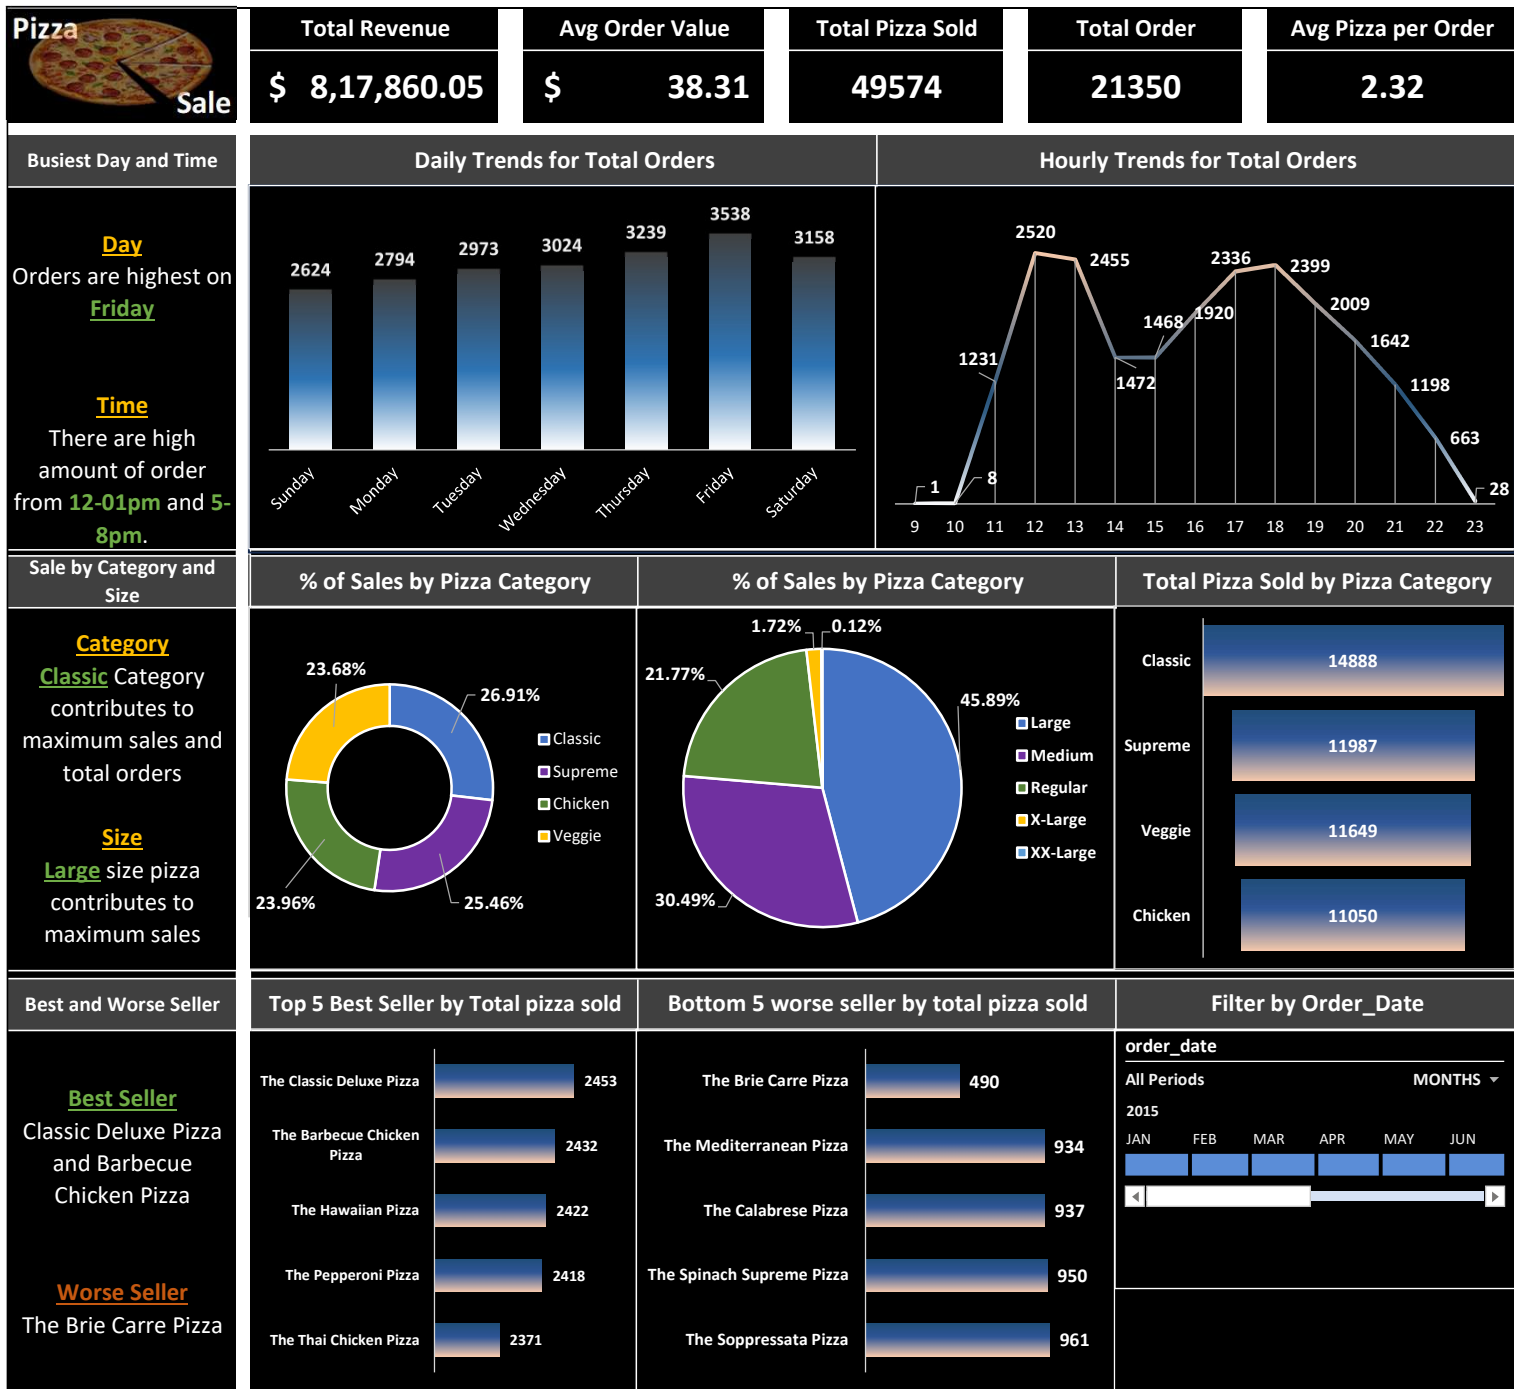 Pizza
Sale
Total Revenue
$ 8,17,860.05
Avg Order Value
$ 38.31
Total Pizza Sold
49574
Total Order
21350
Avg Pizza per Order
2.32
Busiest Day and Time
Day
Orders are highest on
Friday
Time
There are high
amount of order
from 12-01pm and 5-
8pm.
Daily Trends for Total Orders
2624
2794
2973
3024
3239
3538
3158
Sunday
Monday
Tuesday
Wednesday
Thursday
Friday
Saturday
Hourly Trends for Total Orders
1
8
1231
2520
2455
1472
1468
1920
2336
2399
2009
1642
1198
663
28
9 10 11 12 13 14 15 16 17 18 19 20 21 22 23
Sale by Category and
Size
Category
Classic Category
contributes to
maximum sales and
total orders
Size
Large size pizza
contributes to
maximum sales
% of Sales by Pizza Category
23.68%
26.91%
23.96%
25.46%
Classic
Supreme
Chicken
Veggie
% of Sales by Pizza Category
1.72%
0.12%
21.77%
45.89%
30.49%
Large
Medium
Regular
X-Large
XX-Large
Total Pizza Sold by Pizza Category
Classic 14888
Supreme 11987
Veggie 11649
Chicken 11050
Best and Worse Seller
Best Seller
Classic Deluxe Pizza
and Barbecue
Chicken Pizza
Worse Seller
The Brie Carre Pizza
Top 5 Best Seller by Total pizza sold
The Classic Deluxe Pizza 2453
The Barbecue Chicken
Pizza 2432
The Hawaiian Pizza 2422
The Pepperoni Pizza 2418
The Thai Chicken Pizza 2371
Bottom 5 worse seller by total pizza sold
The Brie Carre Pizza 490
The Mediterranean Pizza 934
The Calabrese Pizza 937
The Spinach Supreme Pizza 950
The Soppressata Pizza 961
Filter by Order_Date
order_date
All Periods MONTHS
2015
JAN FEB MAR APR MAY JUN